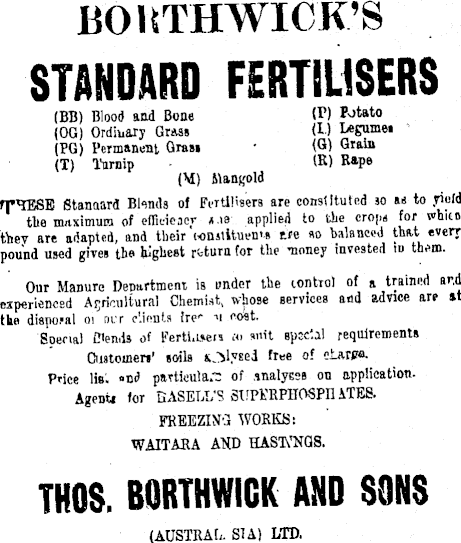 BORTHWICK'S
STANDARD FERTILISERS
(BB) Blood and Bone (P) Potato
(OG) Ordinary Grass (L) Legumes
(PG) Permanent Grass (G) Grain
(T) Turnip (R) Rape
(M) Mangold
THESE Standard Blends of Fertilisers are constituted so as to yield
the maximum of efficiency when applied to the crops for which
they are adapted, and their constituents are so balanced that every
pound used gives the highest return for the money invested in them.
Our Manure Department is under the control of a trained and
experienced Agricultural Chemist, whose services and advice are at
the disposal of our clients free of cost.
Special Blends of Fertilisers to suit special requirements
Customers' soils analysed free of charge.
Price list and particulars of analyses on application.
Agents for HASELL'S SUPERPHOSPHATES.
FREEZING WORKS:
WAITARA AND HASTINGS.
THOS. BORTHWICK AND SONS
(AUSTRALASIA) LTD.